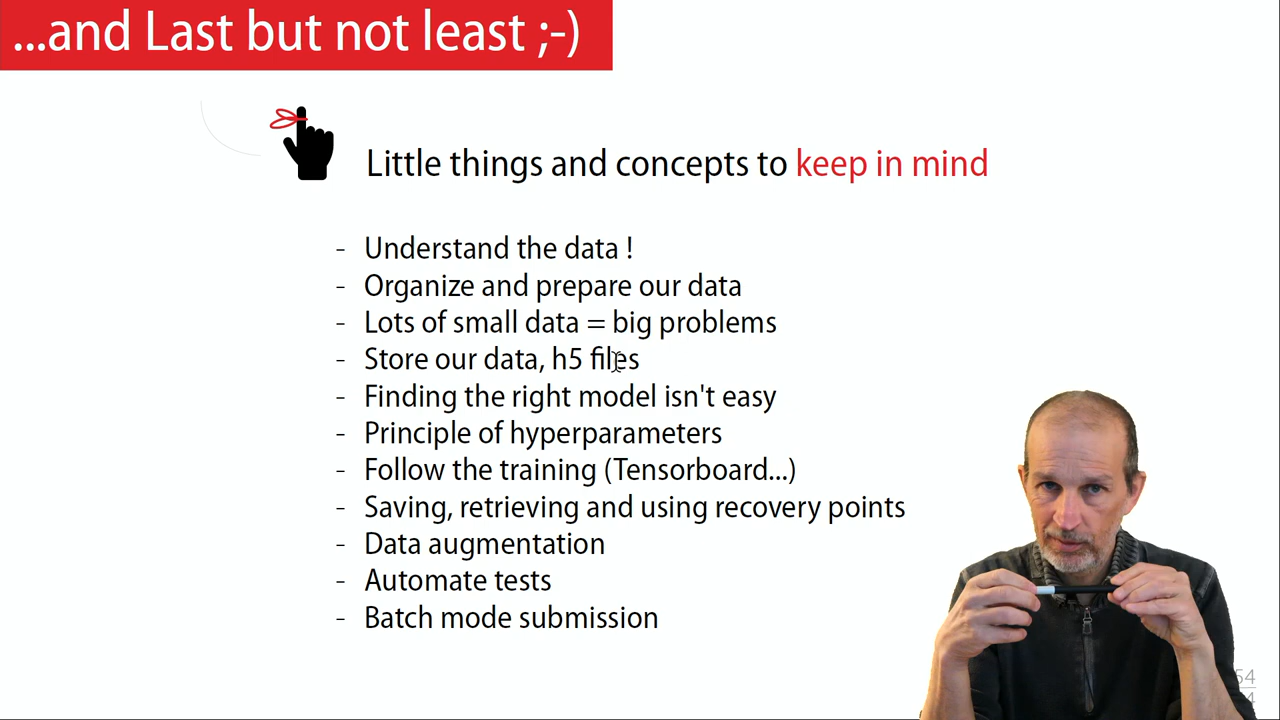 ...and Last but not least ;-)
Little things and concepts to keep in mind
- Understand the data !
- Organize and prepare our data
- Lots of small data = big problems
- Store our data, h5 files
- Finding the right model isn't easy
- Principle of hyperparameters
- Follow the training (Tensorboard...)
- Saving, retrieving and using recovery points
- Data augmentation
- Automate tests
- Batch mode submission
54